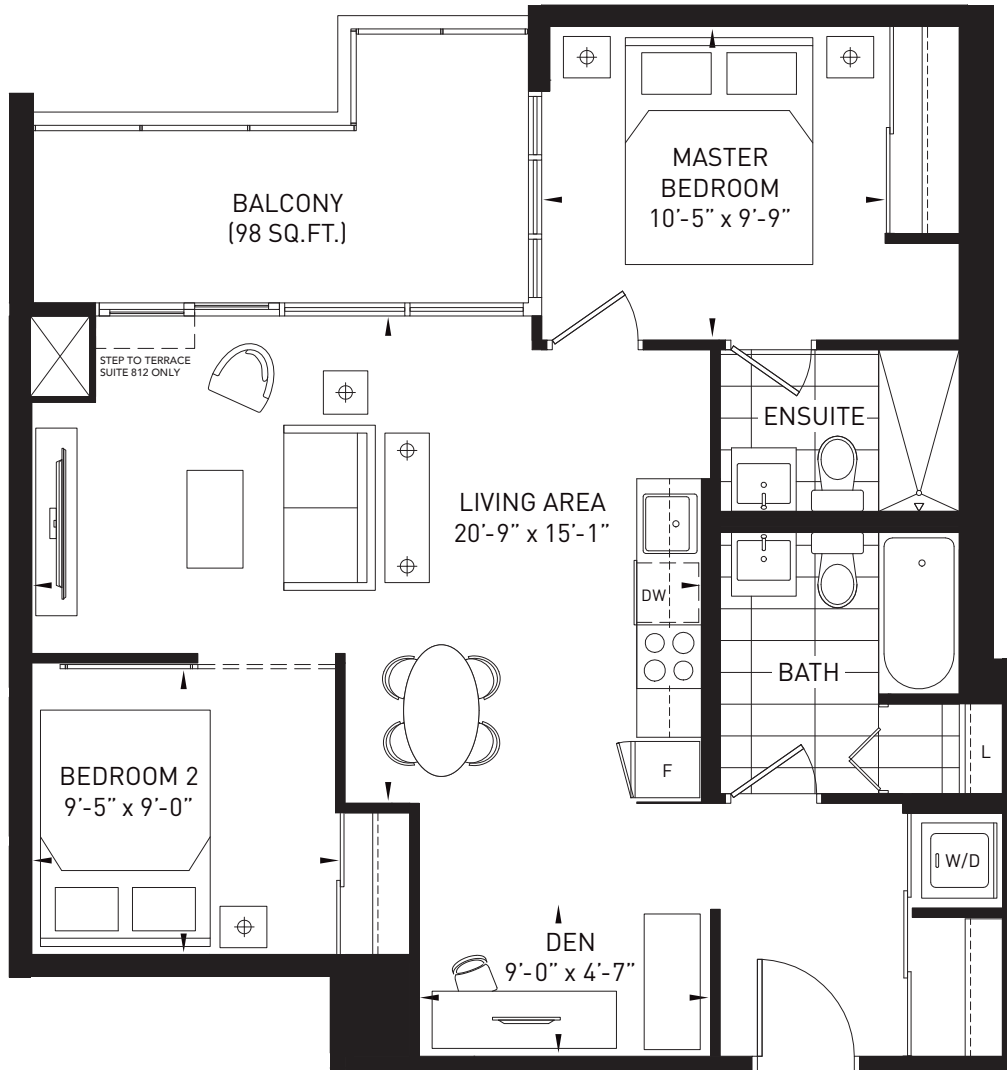 MASTER
BEDROOM
10'-5” x 9'-9”
BALCONY
(98 SQ.FT.)
STEP TO TERRACE
SUITE 812 ONLY
ENSUITE
LIVING AREA
20'-9” x 15'-1”
DW
BATH
L
F
BEDROOM 2
9'-5” x 9'-0”
W/D
DEN
9'-0” x 4'-7”